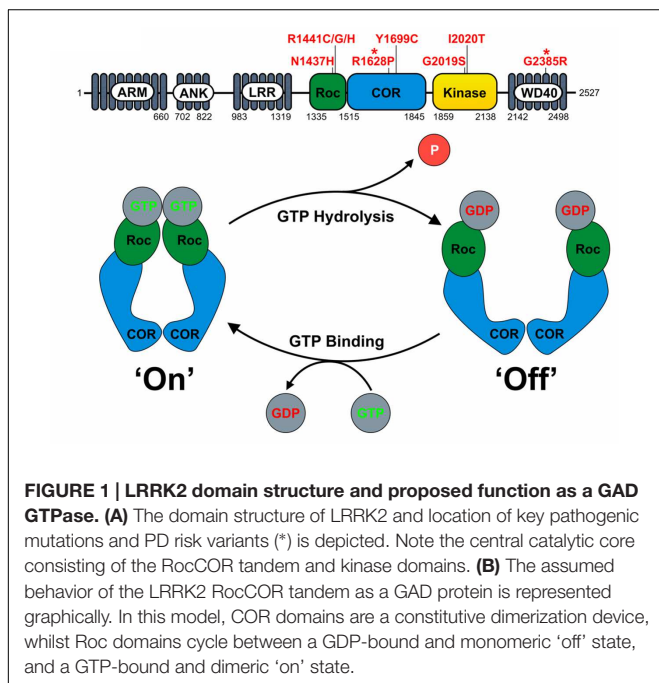 R1441C/G/H Y1699C I2020T
N1437H R1628P * G2019S G2385R *
1 ARM ANK LRR Roc COR Kinase WD40 2527
660 702 822 983 1319 1335 1515 1845 1859 2138 2142 2498
P
GTP GTP GDP GDP
GTP Hydrolysis
Roc Roc Roc Roc
COR COR COR COR
GTP Binding
'On' 'Off'
GDP GTP
FIGURE 1 | LRRK2 domain structure and proposed function as a GAD
GTPase. (A) The domain structure of LRRK2 and location of key pathogenic
mutations and PD risk variants (*) is depicted. Note the central catalytic core
consisting of the RocCOR tandem and kinase domains. (B) The assumed
behavior of the LRRK2 RocCOR tandem as a GAD protein is represented
graphically. In this model, COR domains are a constitutive dimerization device,
whilst Roc domains cycle between a GDP-bound and monomeric 'off' state,
and a GTP-bound and dimeric 'on' state.